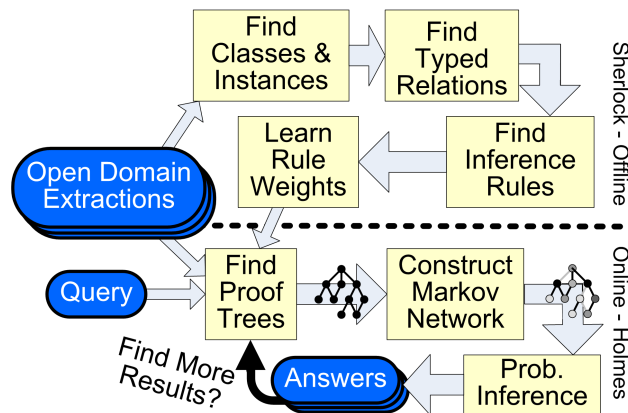 Find
Classes &
Instances
Find
Typed
Relations
Sherlock - Offline
Learn
Rule
Weights
Find
Inference
Rules
Open Domain
Extractions
Query
Find
Proof
Trees
Construct
Markov
Network
Online - Holmes
Find More
Results?
Answers
Prob.
Inference